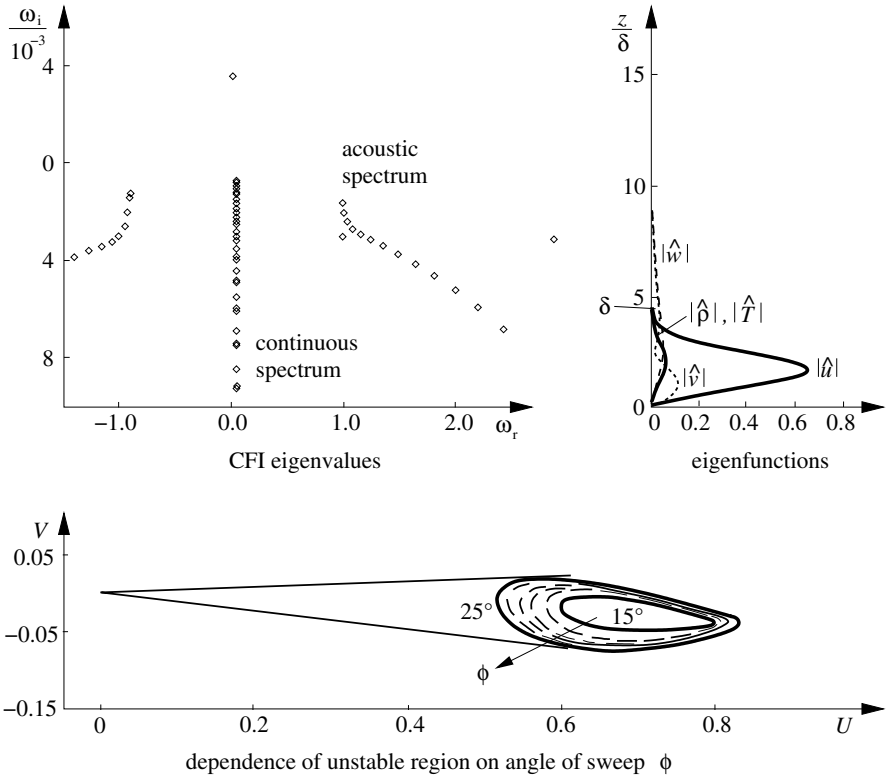 ω_i
10^-3
4
0
4
8
acoustic
spectrum
continuous
spectrum
−1.0 0.0 1.0 2.0 ω_r
CFI eigenvalues
z
δ
15
10
5
0
δ
|ŵ|
|ρ̂| , |T̂|
|v̂|
|û|
0 0.2 0.4 0.6 0.8
eigenfunctions
V
0.05
−0.05
−0.15
25°
15°
ϕ
0 0.2 0.4 0.6 0.8 U
dependence of unstable region on angle of sweep ϕ